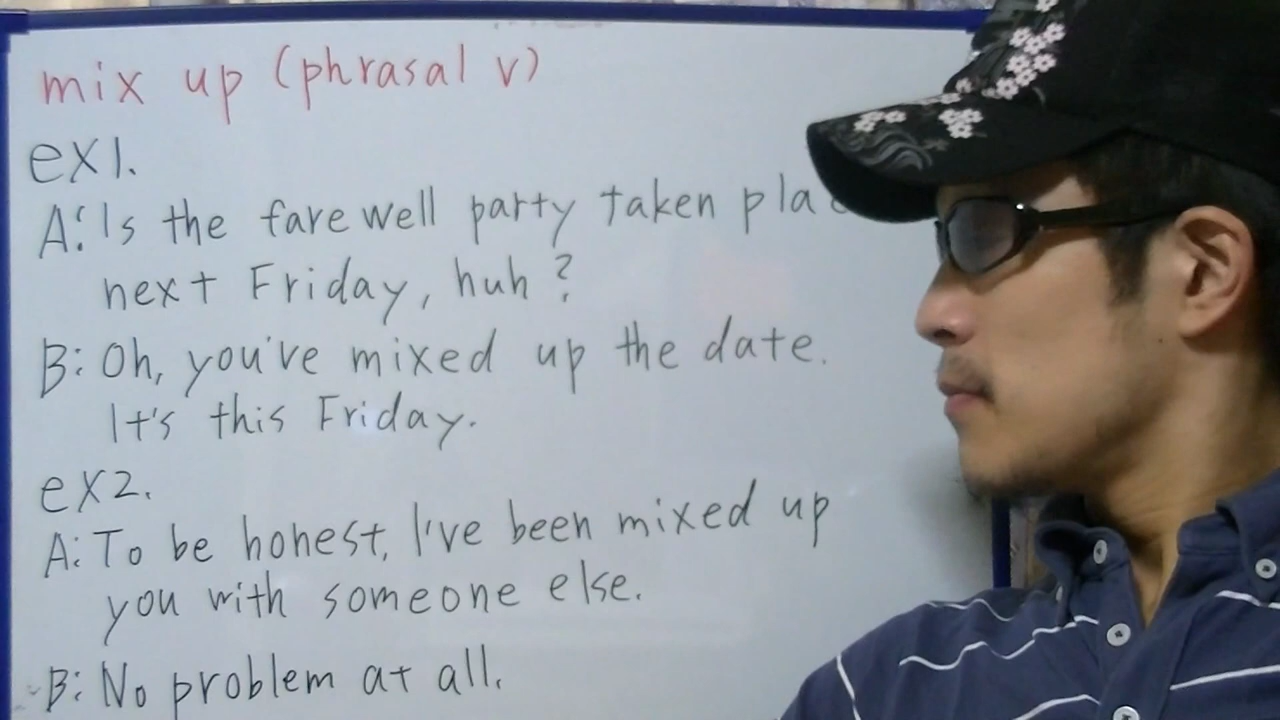 mix up (phrasal v)
ex1.
A: Is the farewell party taken
next Friday, huh?
B: Oh, you've mixed up the date.
It's this Friday.
ex2.
A: To be honest, I've been mixed up
you with someone else.
B: No problem at all.